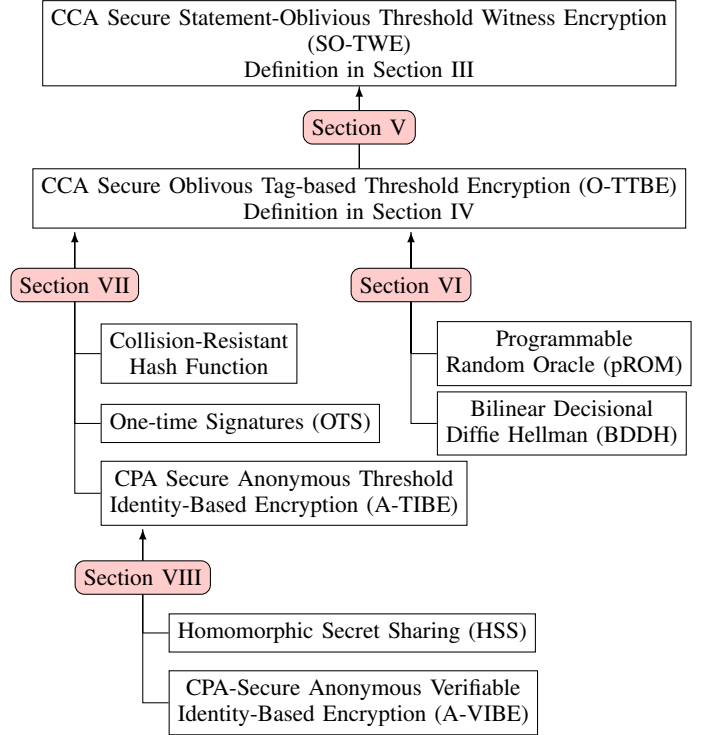 CCA Secure Statement-Oblivious Threshold Witness Encryption
(SO-TWE)
Definition in Section III
Section V
CCA Secure Oblivous Tag-based Threshold Encryption (O-TTBE)
Definition in Section IV
Section VII
Section VI
Collision-Resistant
Hash Function
Programmable
Random Oracle (pROM)
One-time Signatures (OTS)
Bilinear Decisional
Diffie Hellman (BDDH)
CPA Secure Anonymous Threshold
Identity-Based Encryption (A-TIBE)
Section VIII
Homomorphic Secret Sharing (HSS)
CPA-Secure Anonymous Verifiable
Identity-Based Encryption (A-VIBE)